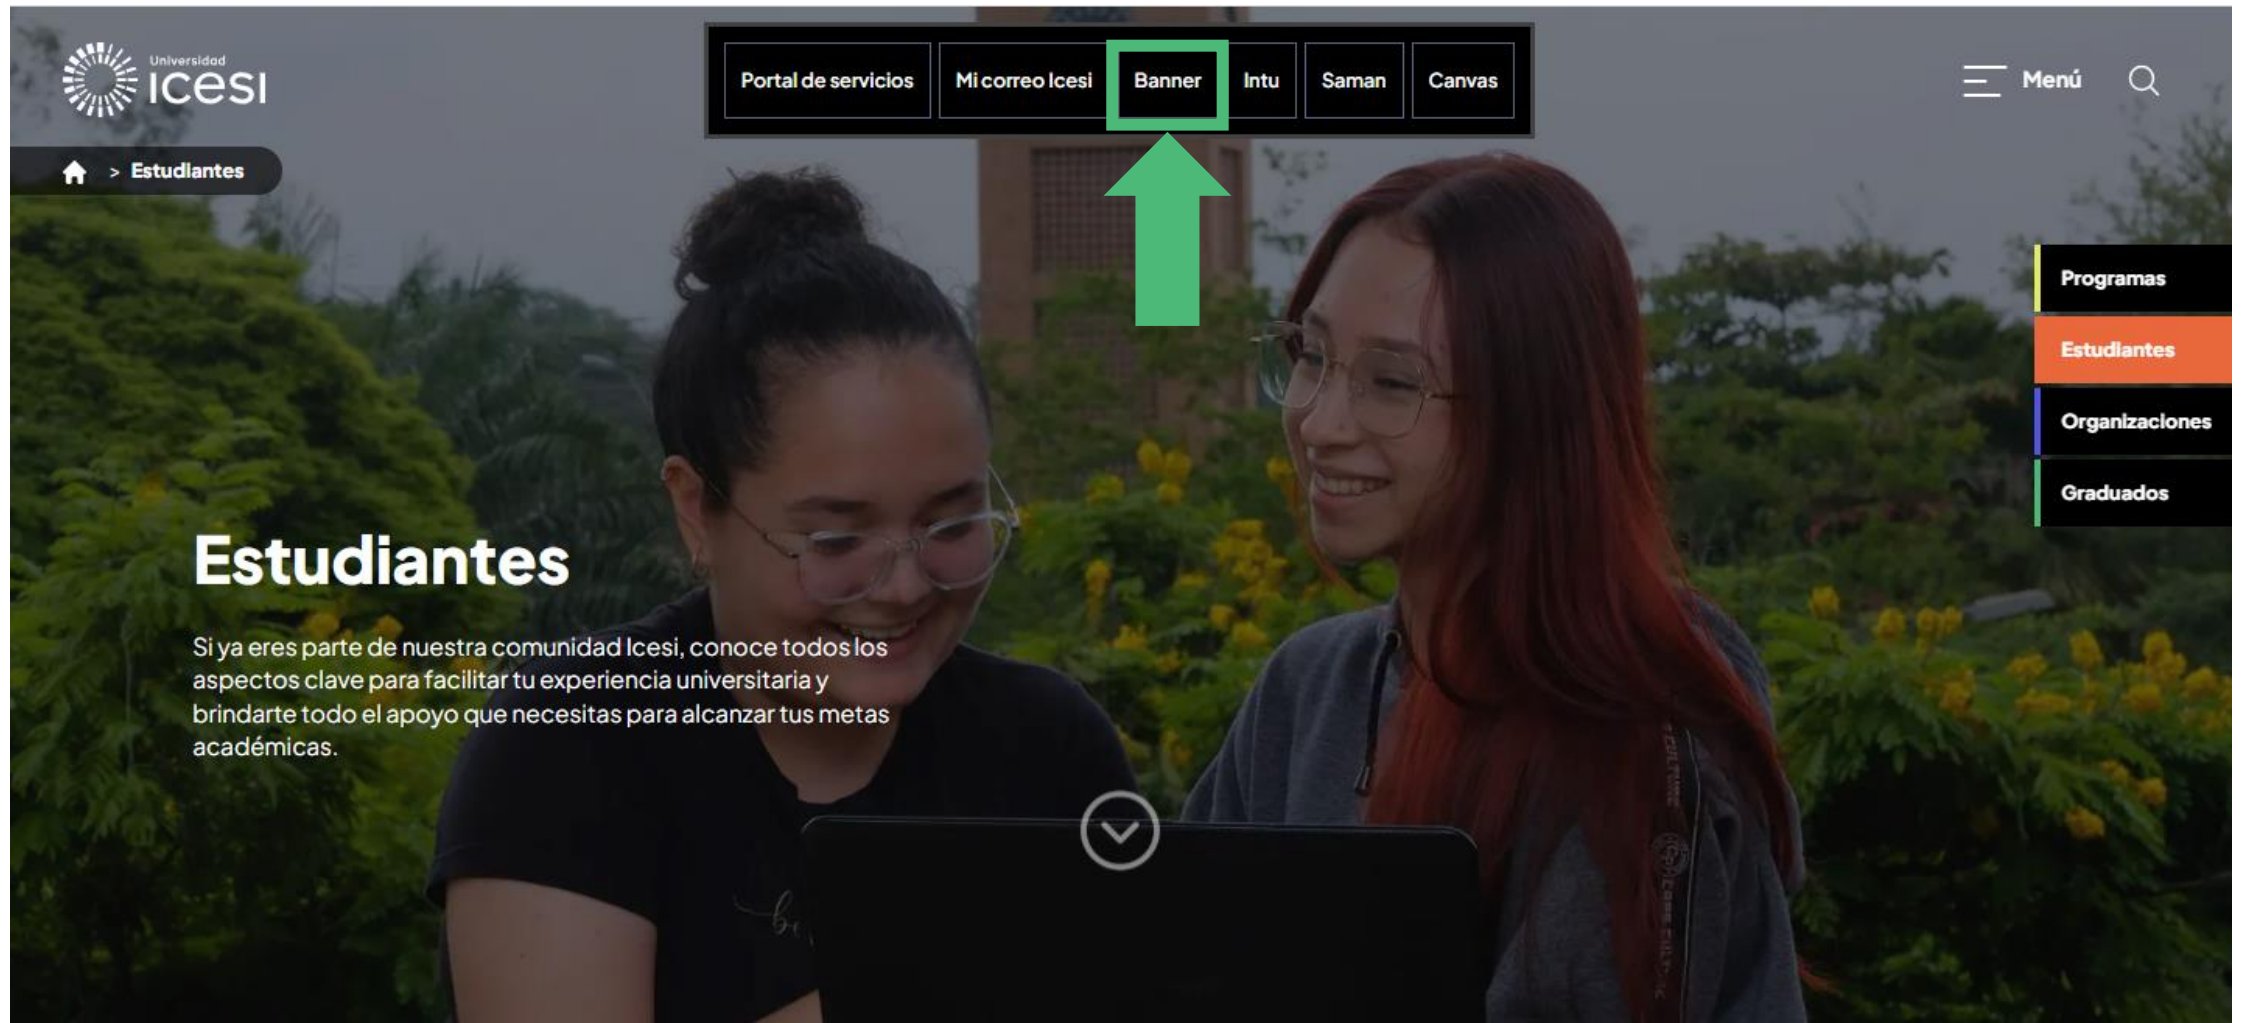 Universidad
icesi
Portal de servicios
Mi correo Icesi
Banner
Intu
Saman
Canvas
Menú
> Estudiantes
Programas
Estudiantes
Organizaciones
Graduados
Estudiantes
Si ya eres parte de nuestra comunidad Icesi, conoce todos los
aspectos clave para facilitar tu experiencia universitaria y
brindarte todo el apoyo que necesitas para alcanzar tus metas
académicas.